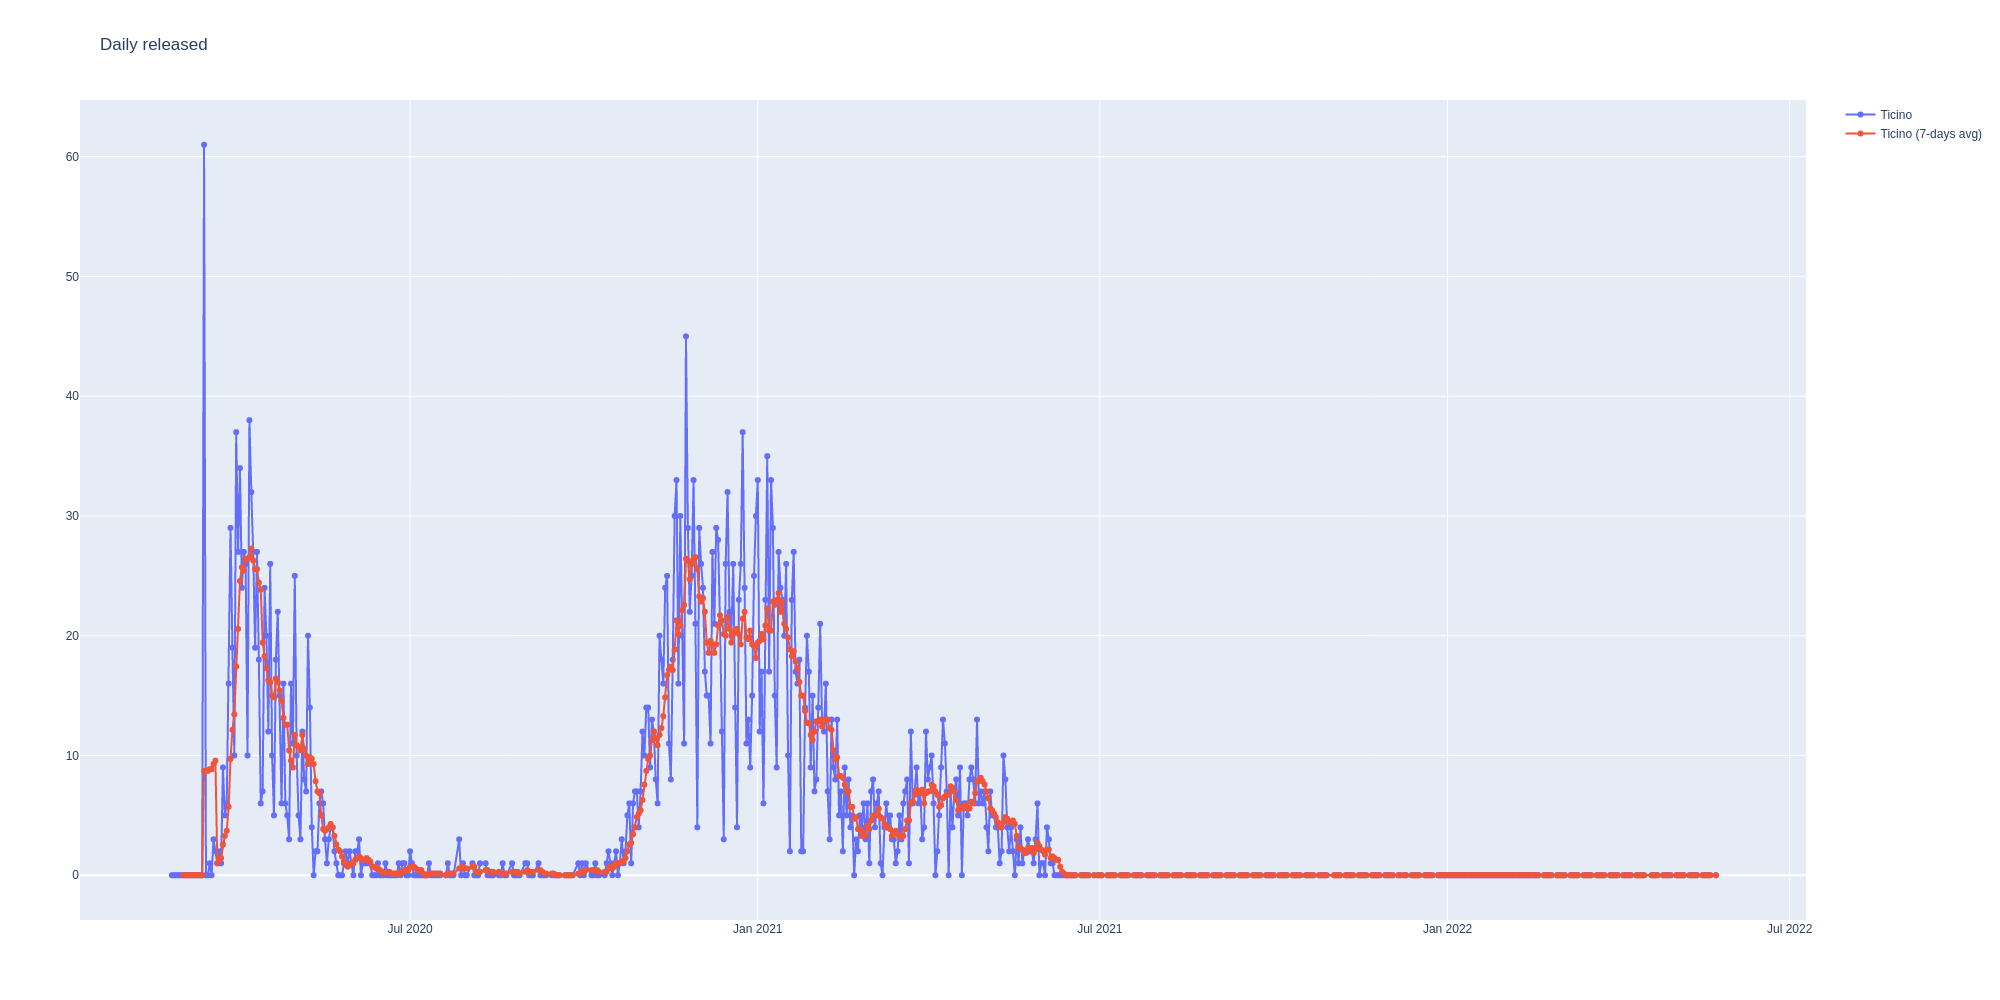 Daily released
Ticino
Ticino (7-days avg)
60
50
40
30
20
10
0
Jul 2020
Jan 2021
Jul 2021
Jan 2022
Jul 2022